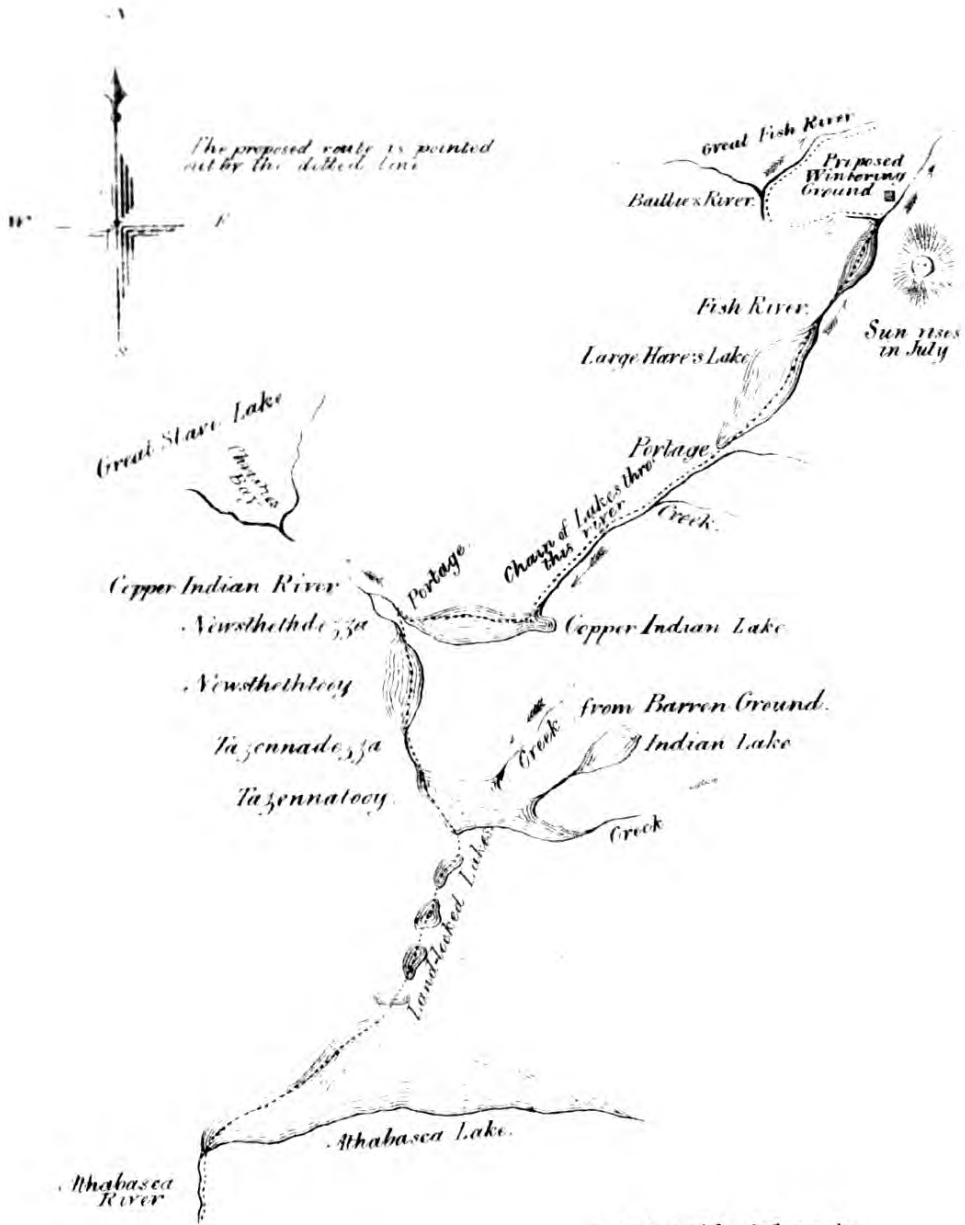 N
The proposed route is pointed
out by the dotted line
W
E
S
Great Fish River
Proposed
Wintering
Ground
Baillie's River.
Fish River.
Sun rises
in July
Large Hare's Lake
Great Slave Lake
Christies
Bay
Portage
Creek.
Chain of Lakes thro
this river
Portage.
Copper Indian River
Newsthethdezza
Copper Indian Lake
Newsthethtooy
from Barren Ground.
Creek
Indian Lake
Tazennadezza
Tazennatooy.
Creek
Landlocked Lakes
Athabasca Lake.
Athabasca
River